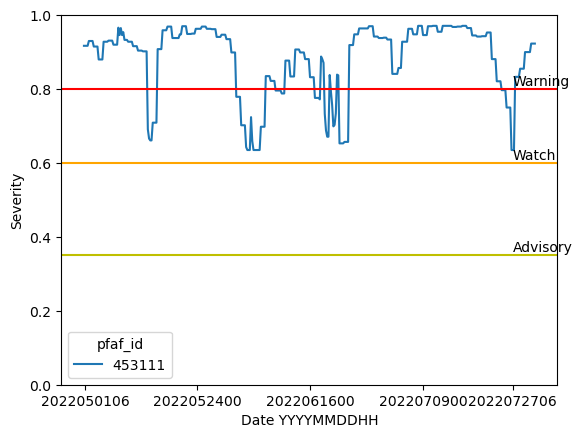 1.0
0.8
0.6
0.4
0.2
0.0
Severity
Warning
Watch
Advisory
pfaf_id
453111
2022050106
2022052400
2022061600
2022070900
2022072706
Date YYYYMMDDHH